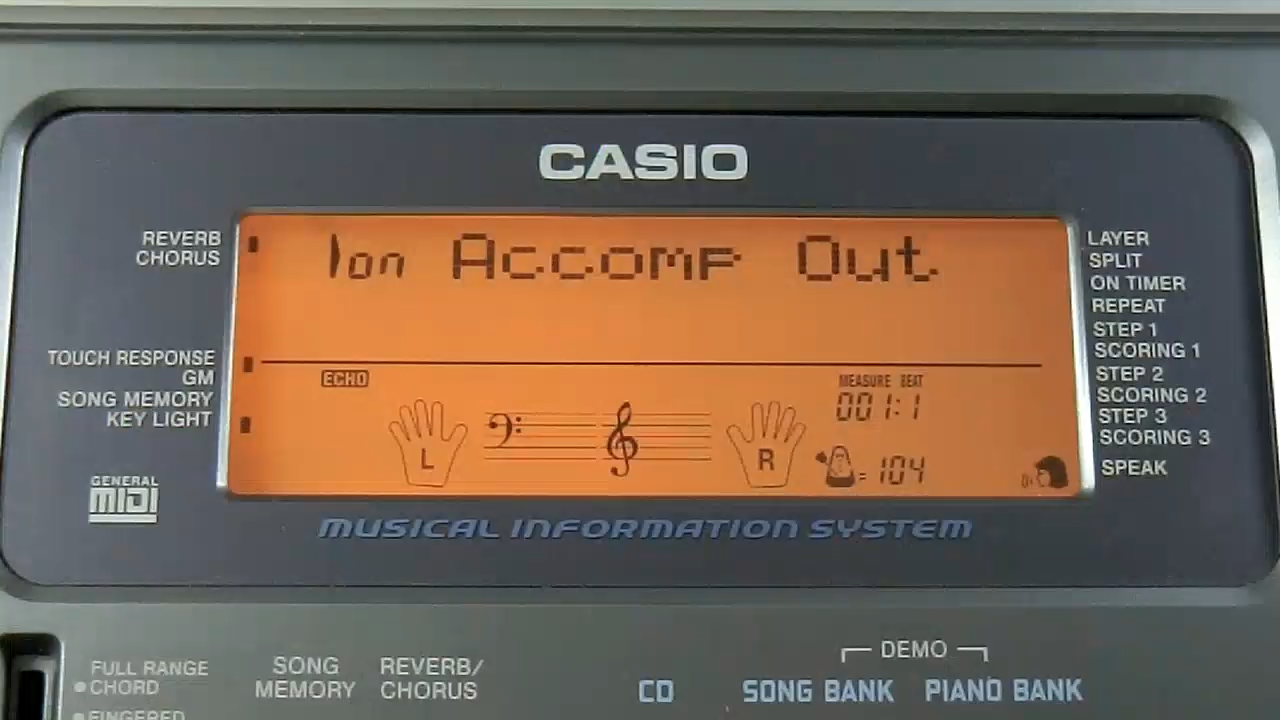 CASIO
REVERB
CHORUS
TOUCH RESPONSE
GM
SONG MEMORY
KEY LIGHT
GENERAL
MIDI
1on Accomp Out
ECHO
L
R
MEASURE BEAT
001:1
= 104
LAYER
SPLIT
ON TIMER
REPEAT
STEP 1
SCORING 1
STEP 2
SCORING 2
STEP 3
SCORING 3
SPEAK
MUSICAL INFORMATION SYSTEM
FULL RANGE
CHORD
FINGERED
SONG
MEMORY
REVERB/
CHORUS
CD
DEMO
SONG BANK
PIANO BANK